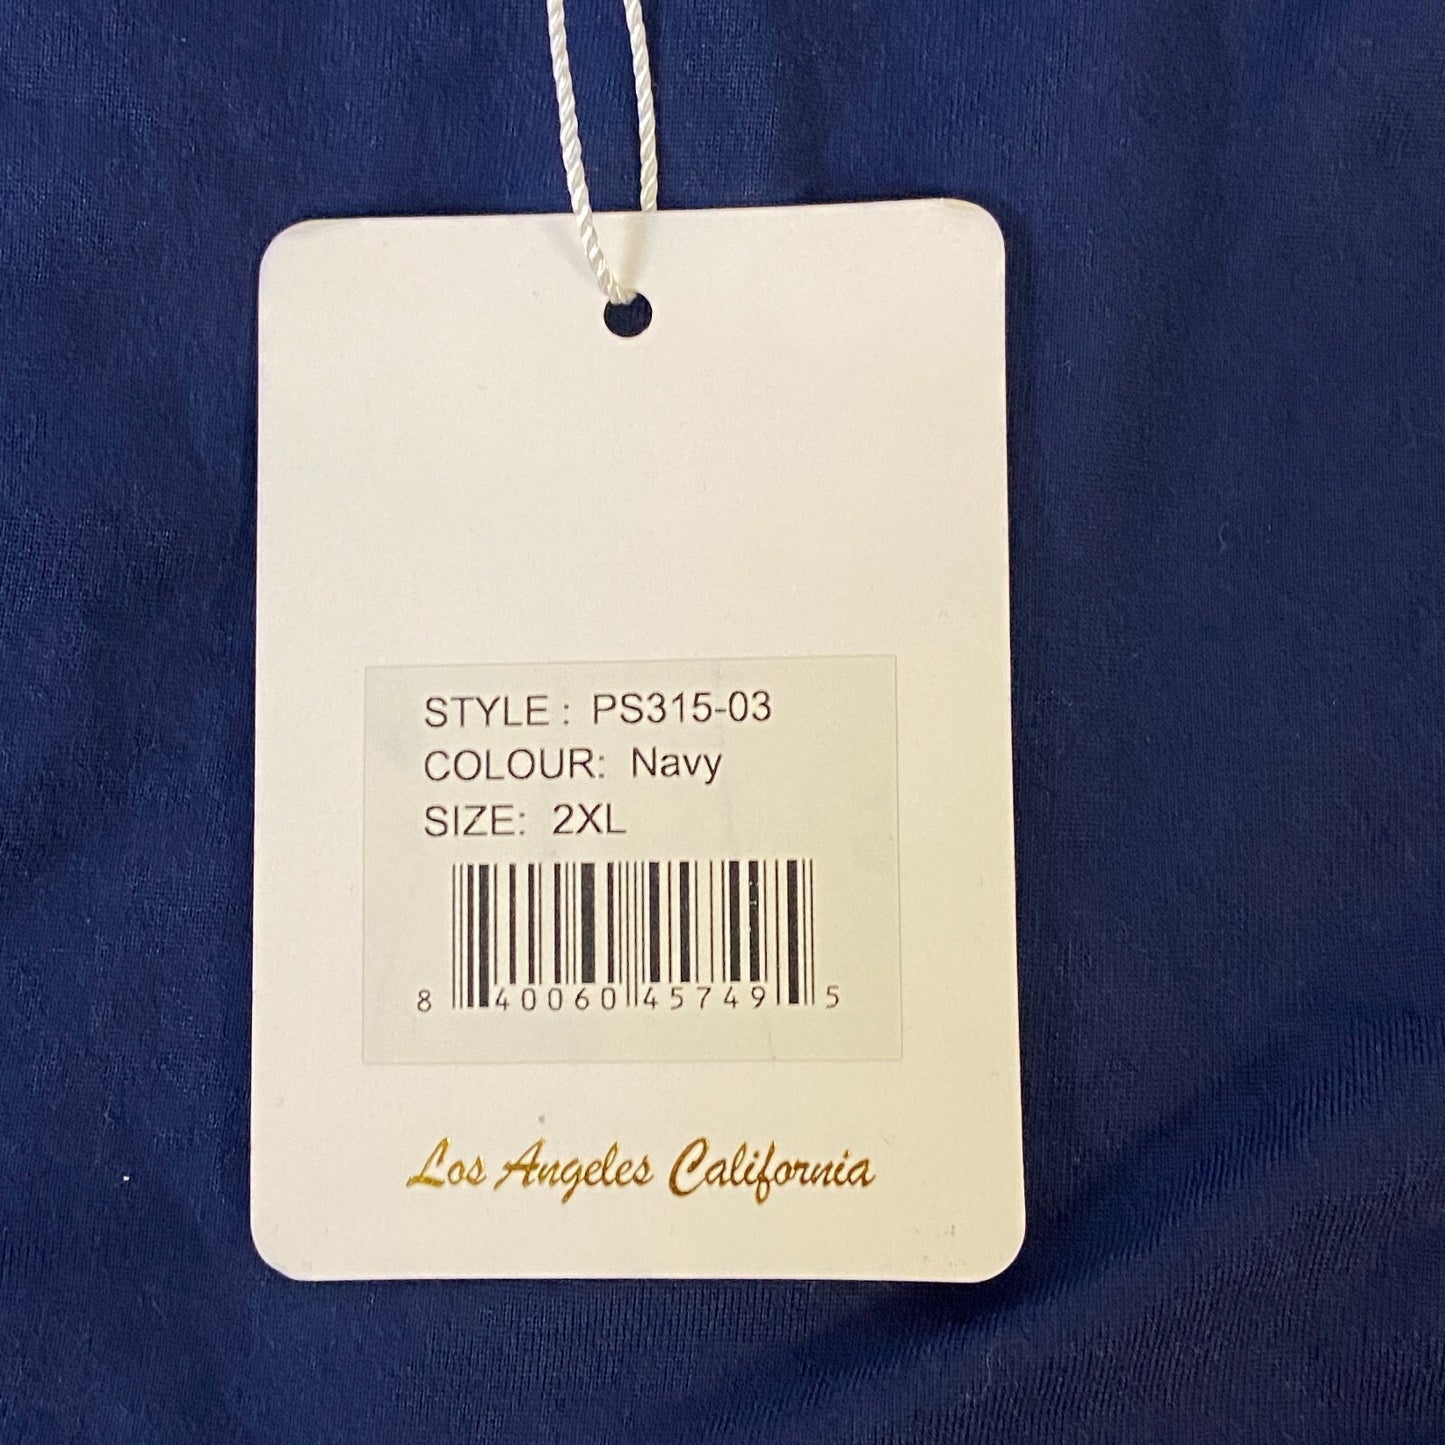 STYLE : PS315-03
COLOUR: Navy
SIZE: 2XL
8 40060 45749 5
Los Angeles California